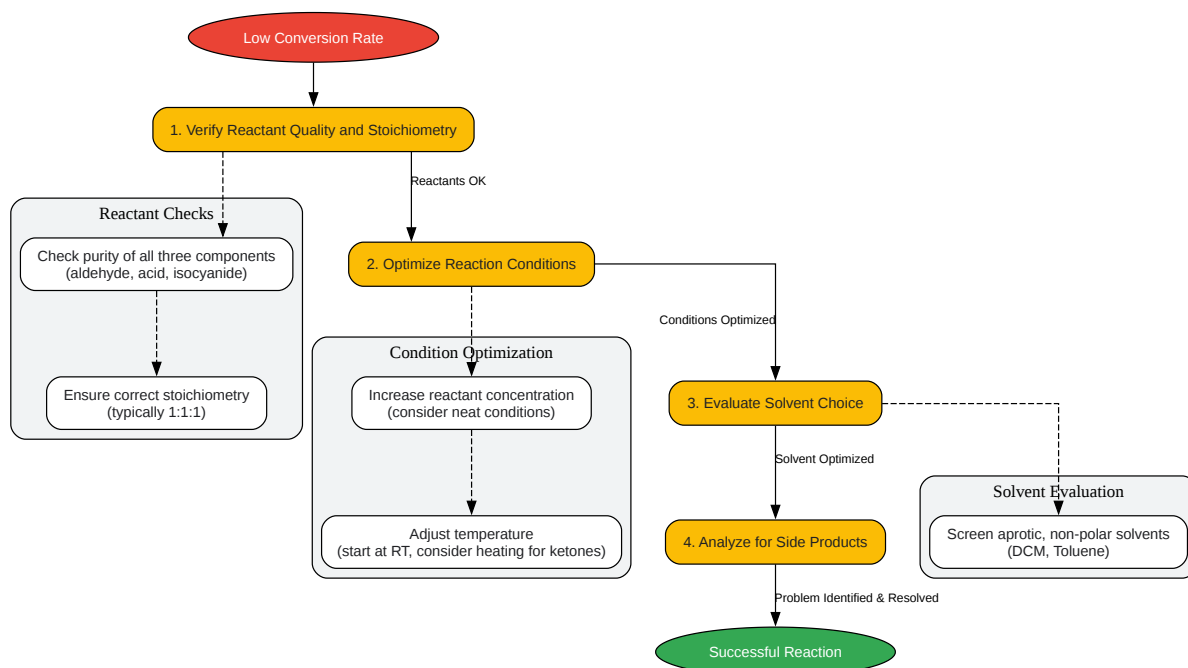 Low Conversion Rate
1. Verify Reactant Quality and Stoichiometry
Reactants OK
Reactant Checks
Check purity of all three components
(aldehyde, acid, isocyanide)
Ensure correct stoichiometry
(typically 1:1:1)
2. Optimize Reaction Conditions
Conditions Optimized
Condition Optimization
Increase reactant concentration
(consider neat conditions)
Adjust temperature
(start at RT, consider heating for ketones)
3. Evaluate Solvent Choice
Solvent Optimized
Solvent Evaluation
Screen aprotic, non-polar solvents
(DCM, Toluene)
4. Analyze for Side Products
Problem Identified & Resolved
Successful Reaction